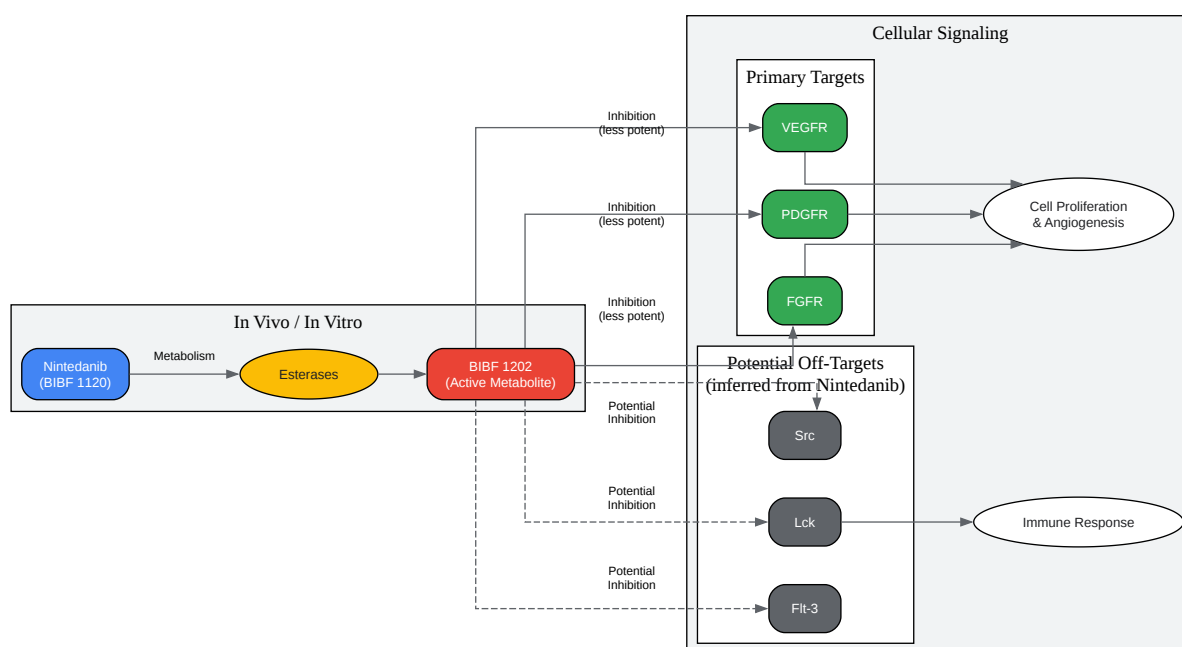 Cellular Signaling
Primary Targets
Inhibition
(less potent)
VEGFR
Inhibition
(less potent)
PDGFR
Cell Proliferation
& Angiogenesis
Inhibition
(less potent)
FGFR
In Vivo / In Vitro
Nintedanib
(BIBF 1120)
Metabolism
Esterases
BIBF 1202
(Active Metabolite)
Potential Off-Targets
(inferred from Nintedanib)
Potential
Inhibition
Src
Potential
Inhibition
Lck
Immune Response
Potential
Inhibition
Flt-3